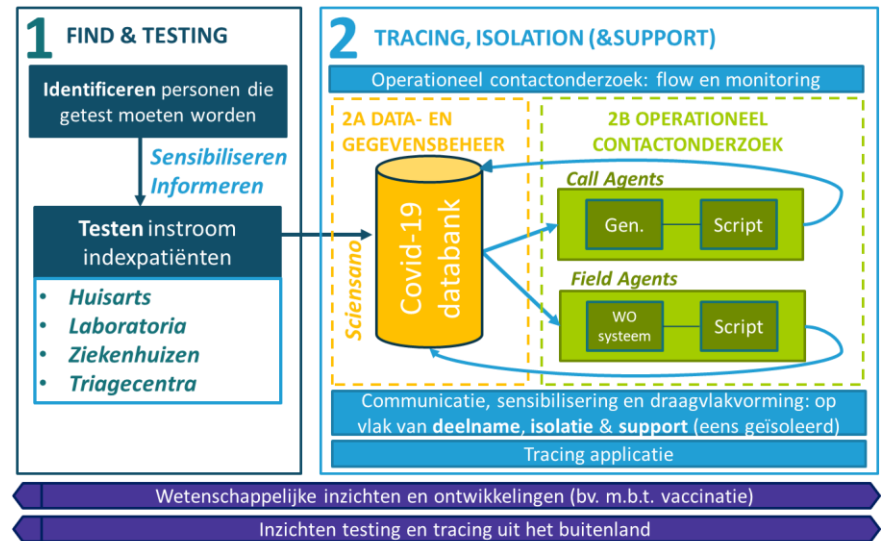 1 FIND & TESTING
Identificeren personen die
getest moeten worden
Sensibiliseren
Informeren
Testen instroom
indexpatiënten
• Huisarts
• Laboratoria
• Ziekenhuizen
• Triagecentra
2 TRACING, ISOLATION (&SUPPORT)
Operationeel contactonderzoek: flow en monitoring
2A DATA- EN
GEGEVENSBEHEER
Sciensano
Covid-19
databank
2B OPERATIONEEL
CONTACTONDERZOEK
Call Agents
Gen.
Script
Field Agents
WO
systeem
Script
Communicatie, sensibilisering en draagvlakvorming: op
vlak van deelname, isolatie & support (eens geïsoleerd)
Tracing applicatie
Wetenschappelijke inzichten en ontwikkelingen (bv. m.b.t. vaccinatie)
Inzichten testing en tracing uit het buitenland